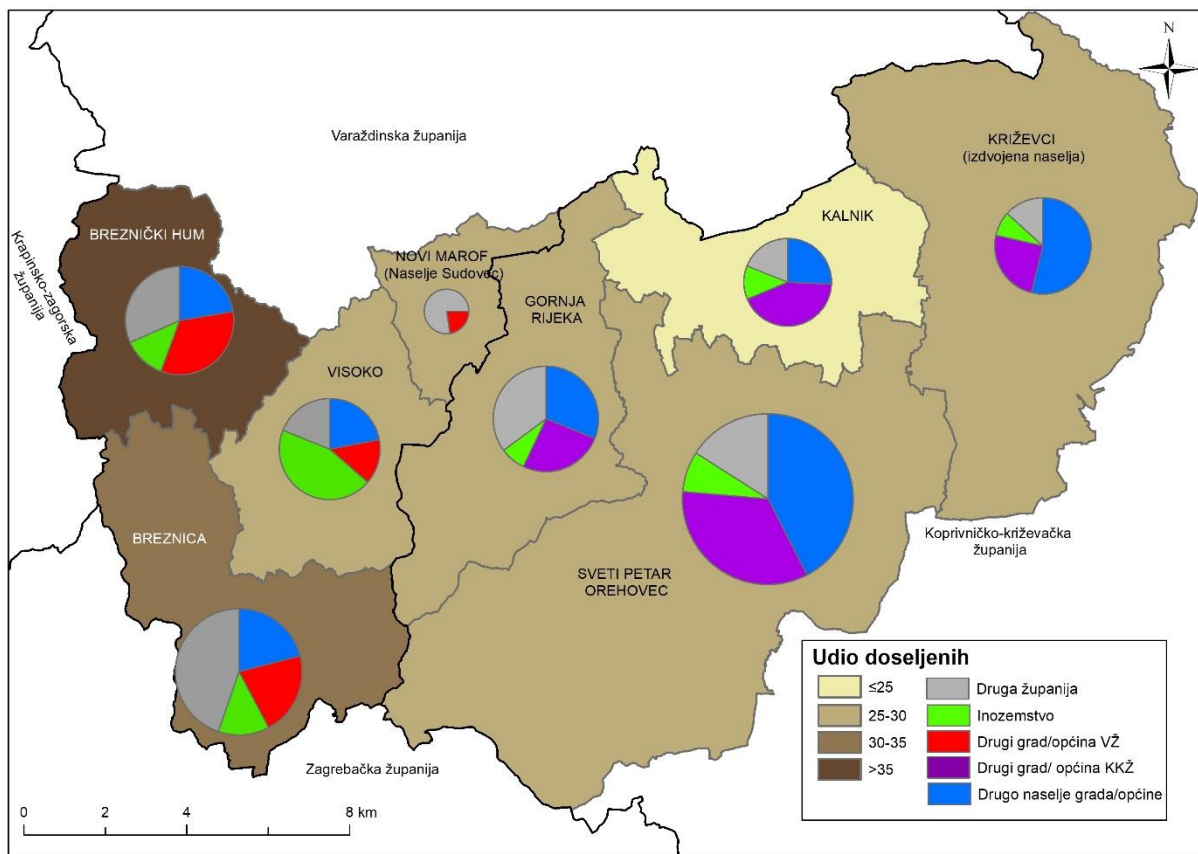 N
Varaždinska županija
KRIŽEVCI
(izdvojena naselja)
KALNIK
BREZNIČKI HUM
Krapinsko-zagorska
županija
NOVI MAROF
(Naselje Sudovec)
GORNJA
RIJEKA
VISOKO
BREZNICA
Koprivničko-križevačka
županija
SVETI PETAR
OREHOVEC
Zagrebačka županija
Udio doseljenih
≤25
25-30
30-35
>35
Druga županija
Inozemstvo
Drugi grad/općina VŽ
Drugi grad/ općina KKŽ
Drugo naselje grada/općine
0 2 4 8 km